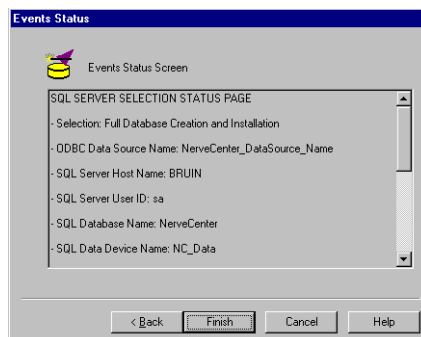 Events Status
Events Status Screen
SQL SERVER SELECTION STATUS PAGE
- Selection: Full Database Creation and Installation
- ODBC Data Source Name: NerveCenter_DataSource_Name
- SQL Server Host Name: BRUIN
- SQL Server User ID: sa
- SQL Database Name: NerveCenter
- SQL Data Device Name: NC_Data
< Back
Finish
Cancel
Help